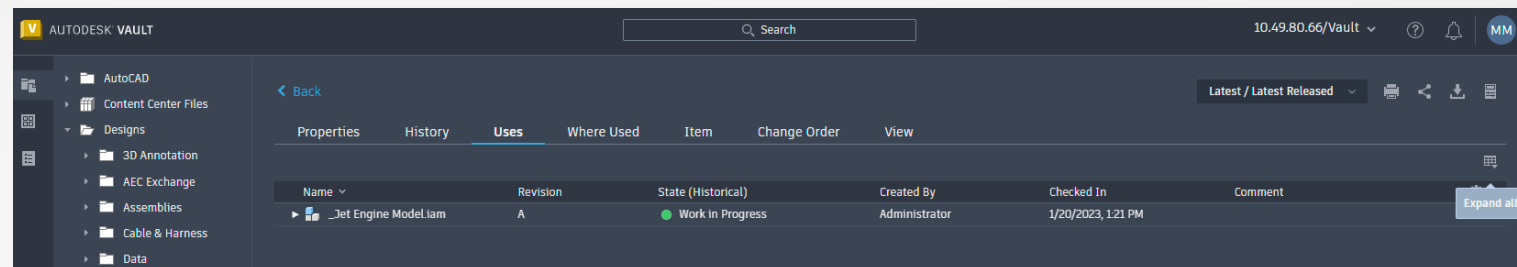 V AUTODESK VAULT Search 10.49.80.66/Vault ? MM
AutoCAD
Content Center Files
Designs
3D Annotation
AEC Exchange
Assemblies
Cable & Harness
Data
Back Latest / Latest Released
Properties History Uses Where Used Item Change Order View
Name Revision State (Historical) Created By Checked In Comment
Expand all
_Jet Engine Model.iam A Work in Progress Administrator 1/20/2023, 1:21 PM